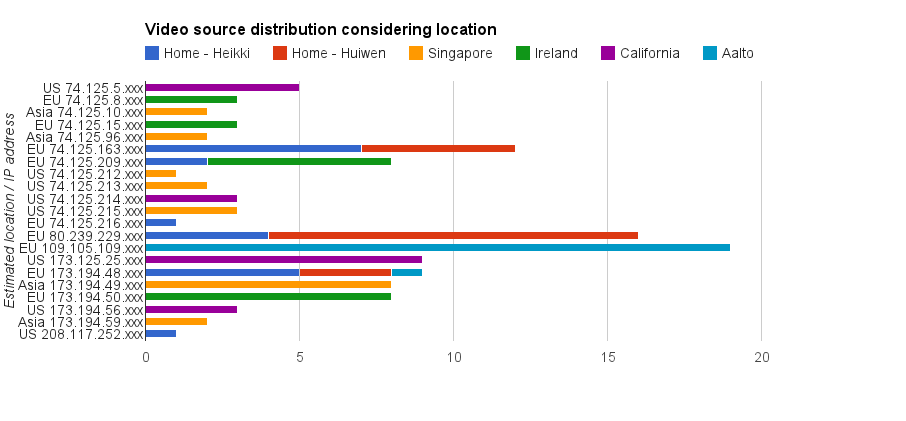 Video source distribution considering location
Home - Heikki Home - Huiwen Singapore Ireland California Aalto
Estimated location / IP address
US 74.125.5.xxx
EU 74.125.8.xxx
Asia 74.125.10.xxx
EU 74.125.15.xxx
Asia 74.125.96.xxx
EU 74.125.163.xxx
EU 74.125.209.xxx
US 74.125.212.xxx
US 74.125.213.xxx
US 74.125.214.xxx
US 74.125.215.xxx
EU 74.125.216.xxx
EU 80.239.229.xxx
EU 109.105.109.xxx
US 173.125.25.xxx
EU 173.194.48.xxx
Asia 173.194.49.xxx
EU 173.194.50.xxx
US 173.194.56.xxx
Asia 173.194.59.xxx
US 208.117.252.xxx
0 5 10 15 20